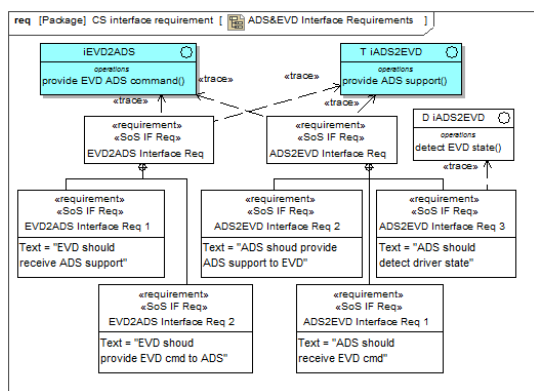 req [Package] CS interface requirement [ ADS&EVD Interface Requirements ]
iEVD2ADS
operations
provide EVD ADS command()
T iADS2EVD
operations
provide ADS support()
«trace»
«trace»
«trace»
«trace»
D iADS2EVD
operations
detect EVD state()
«trace»
«requirement»
«SoS IF Req»
EVD2ADS Interface Req
«requirement»
«SoS IF Req»
ADS2EVD Interface Req
«requirement»
«SoS IF Req»
EVD2ADS Interface Req 1
Text = "EVD should
receive ADS support"
«requirement»
«SoS IF Req»
ADS2EVD Interface Req 2
Text = "ADS shoud provide
ADS support to EVD"
«requirement»
«SoS IF Req»
ADS2EVD Interface Req 3
Text = "ADS should
detect driver state"
«requirement»
«SoS IF Req»
EVD2ADS Interface Req 2
Text = "EVD shoud
provide EVD cmd to ADS"
«requirement»
«SoS IF Req»
ADS2EVD Interface Req 1
Text = "ADS should
receive EVD cmd"